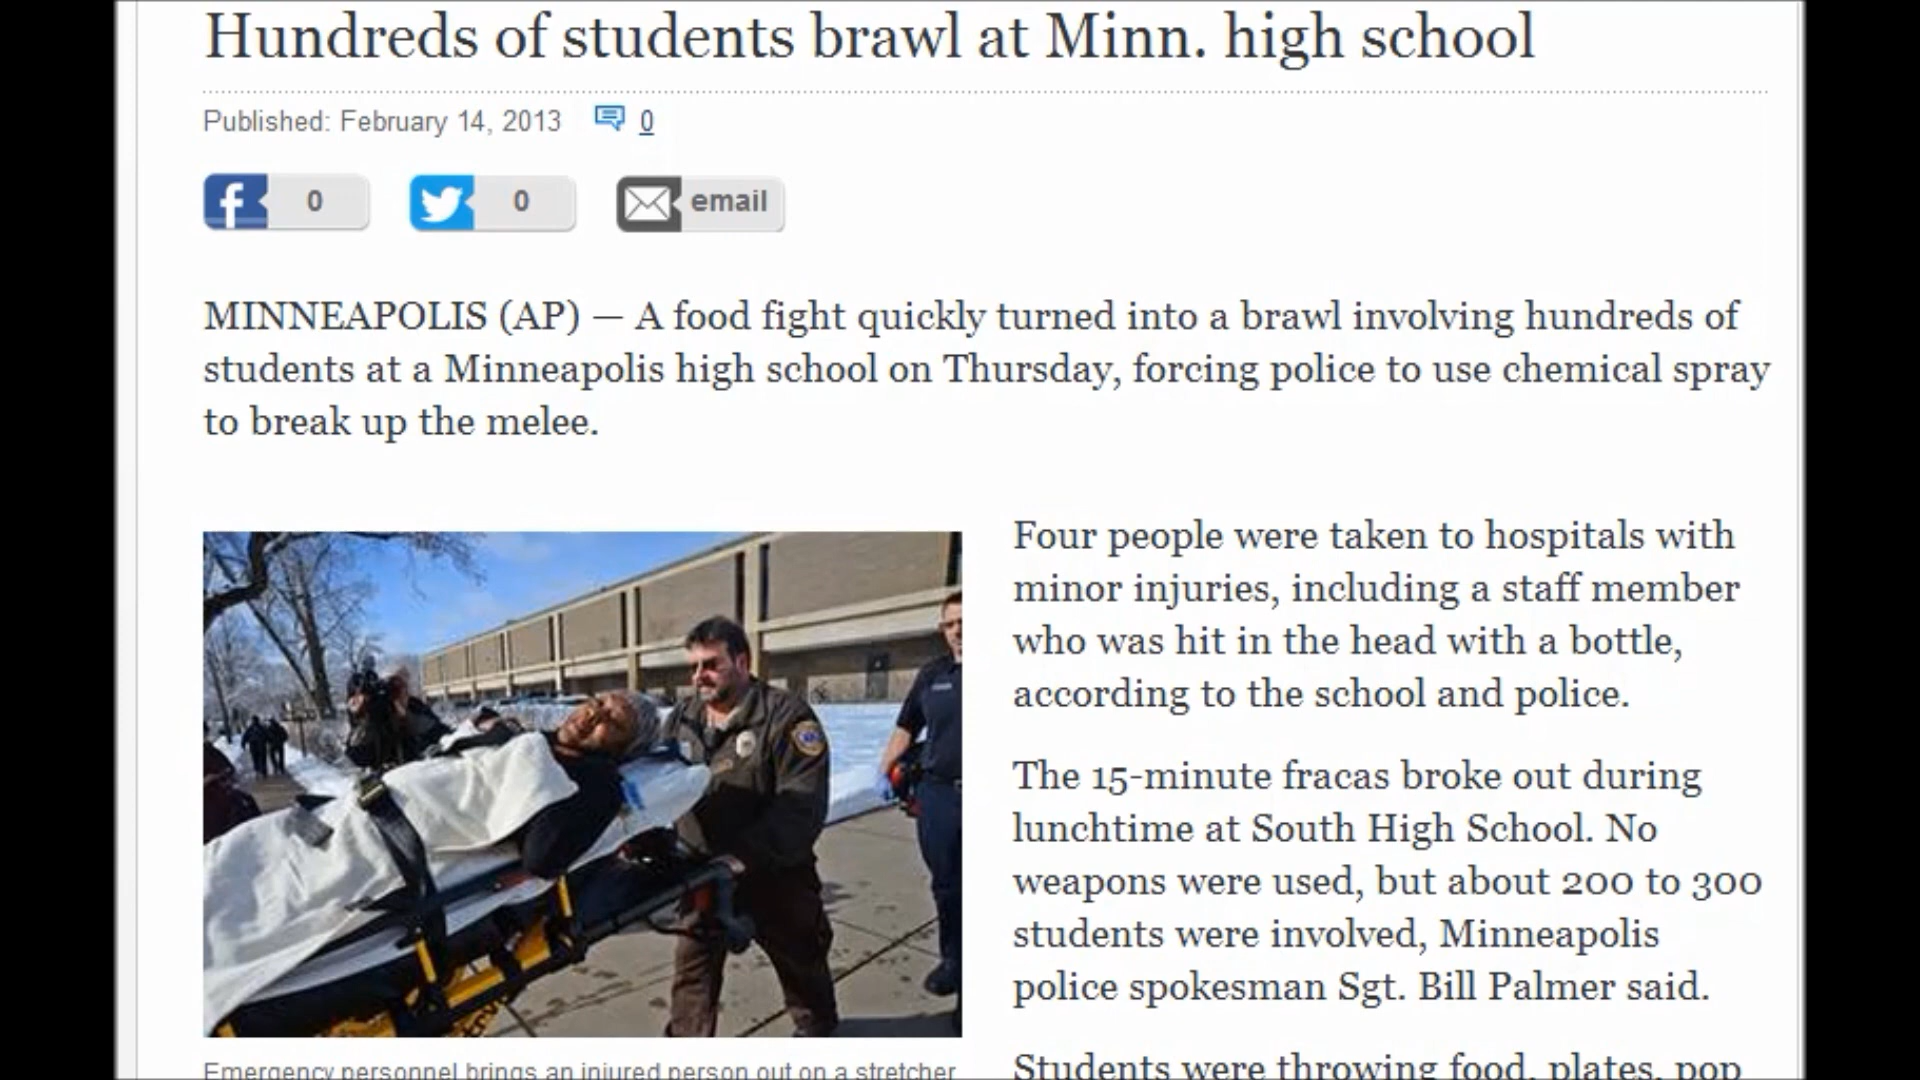 Hundreds of students brawl at Minn. high school
Published: February 14, 2013 0
0 0 email
MINNEAPOLIS (AP) — A food fight quickly turned into a brawl involving hundreds of
students at a Minneapolis high school on Thursday, forcing police to use chemical spray
to break up the melee.
Four people were taken to hospitals with
minor injuries, including a staff member
who was hit in the head with a bottle,
according to the school and police.
The 15-minute fracas broke out during
lunchtime at South High School. No
weapons were used, but about 200 to 300
students were involved, Minneapolis
police spokesman Sgt. Bill Palmer said.
Students were throwing food, plates, pop
Emergency personnel brings an injured person out on a stretcher